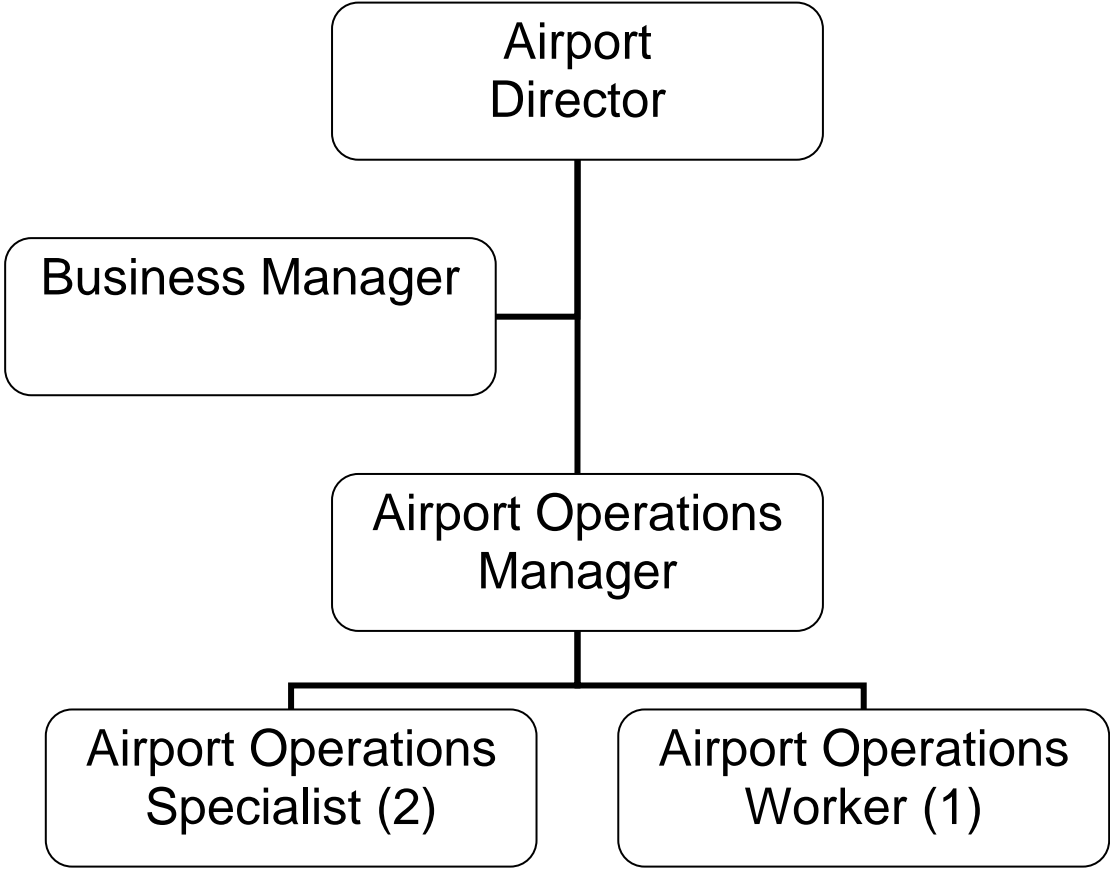 Airport
Director
Business Manager
Airport Operations
Manager
Airport Operations
Specialist (2)
Airport Operations
Worker (1)